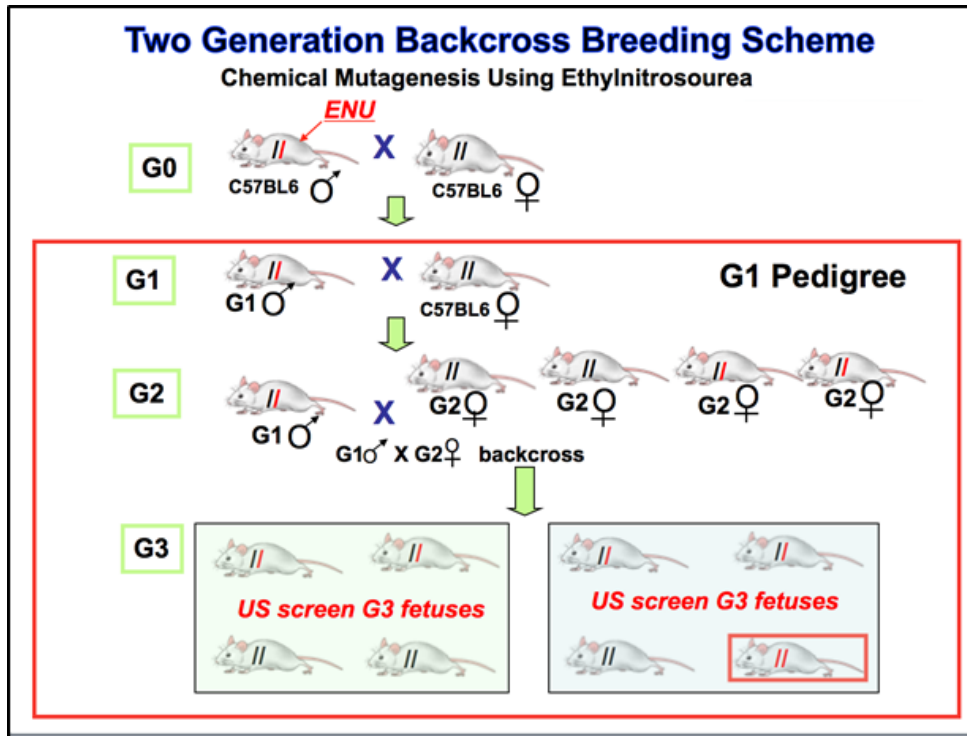 Two Generation Backcross Breeding Scheme
Chemical Mutagenesis Using Ethylnitrosourea
ENU
X
G0
C57BL6 ♂
C57BL6 ♀
G1
X
G1 Pedigree
G1 ♂
C57BL6 ♀
G2
X
G2 ♀
G2 ♀
G2 ♀
G2 ♀
G1 ♂
G1♂ X G2♀ backcross
G3
US screen G3 fetuses
US screen G3 fetuses